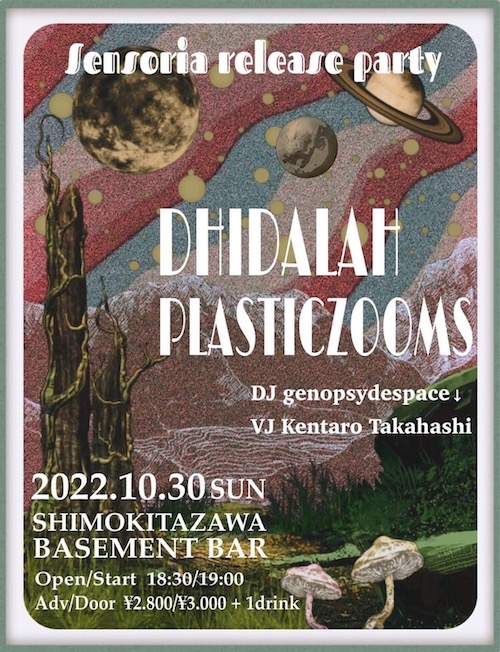 Sensoria release party
DHIDALAH
PLASTICZOOMS
DJ genopsydespace↓
VJ Kentaro Takahashi
2022.10.30 SUN
SHIMOKITAZAWA
BASEMENT BAR
Open/Start 18:30/19:00
Adv/Door ¥2.800/¥3.000 + 1drink